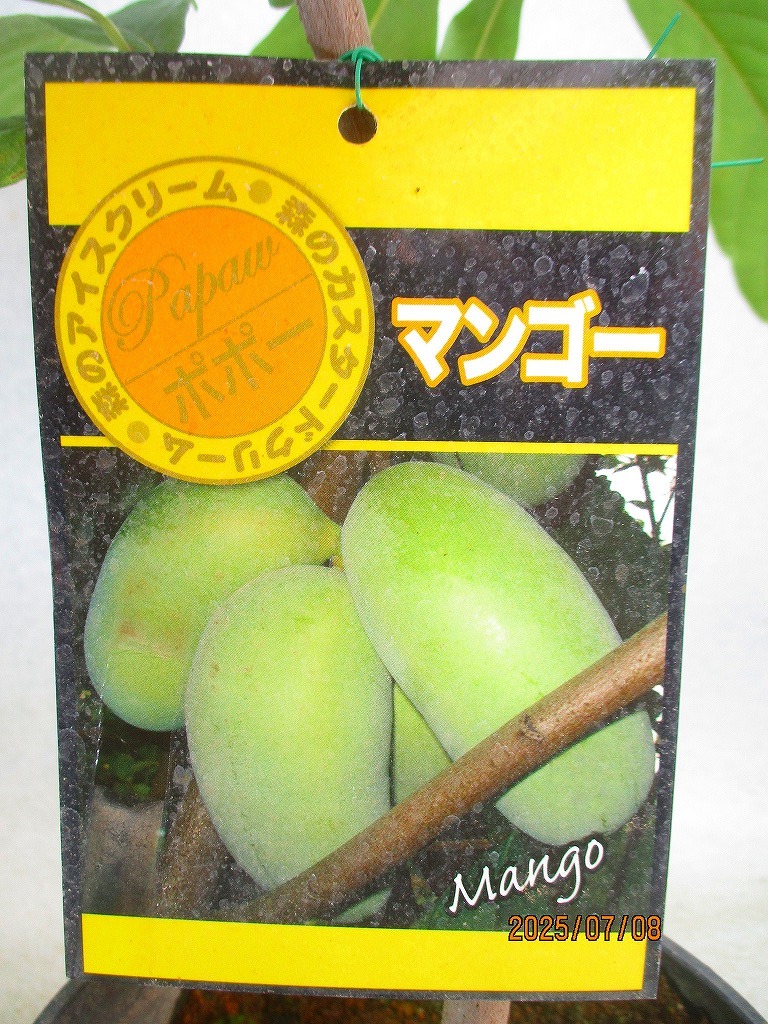 森のアイスクリーム ● 森のカスタードクリーム ●
Papaw
ポポー
マンゴー
Mango
2025/07/08